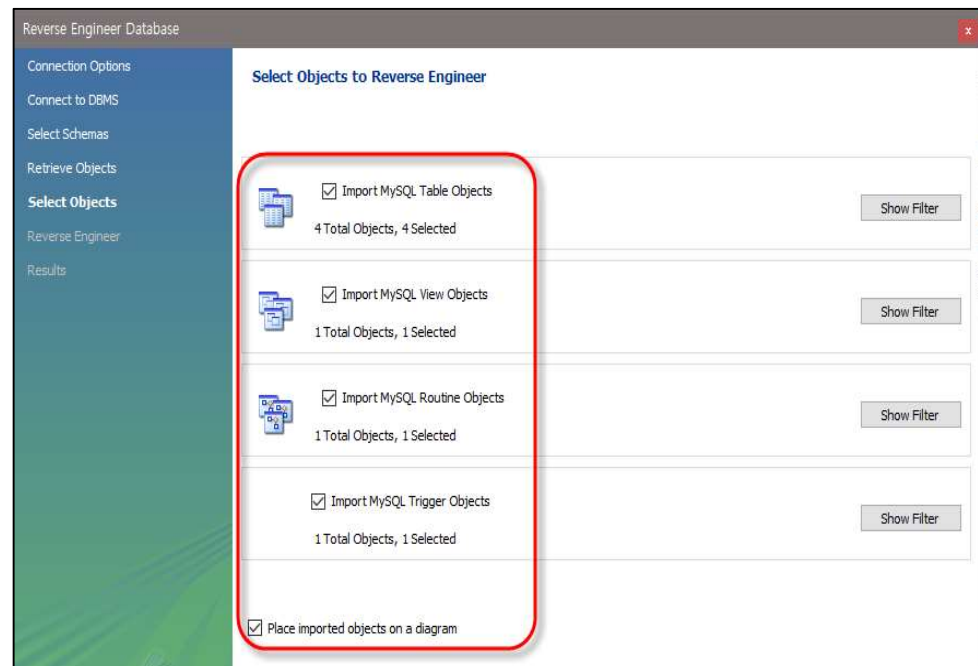 Reverse Engineer Database
x
Connection Options
Connect to DBMS
Select Schemas
Retrieve Objects
Select Objects
Reverse Engineer
Results
Select Objects to Reverse Engineer
Import MySQL Table Objects
4 Total Objects, 4 Selected
Show Filter
Import MySQL View Objects
1 Total Objects, 1 Selected
Show Filter
Import MySQL Routine Objects
1 Total Objects, 1 Selected
Show Filter
Import MySQL Trigger Objects
1 Total Objects, 1 Selected
Show Filter
Place imported objects on a diagram